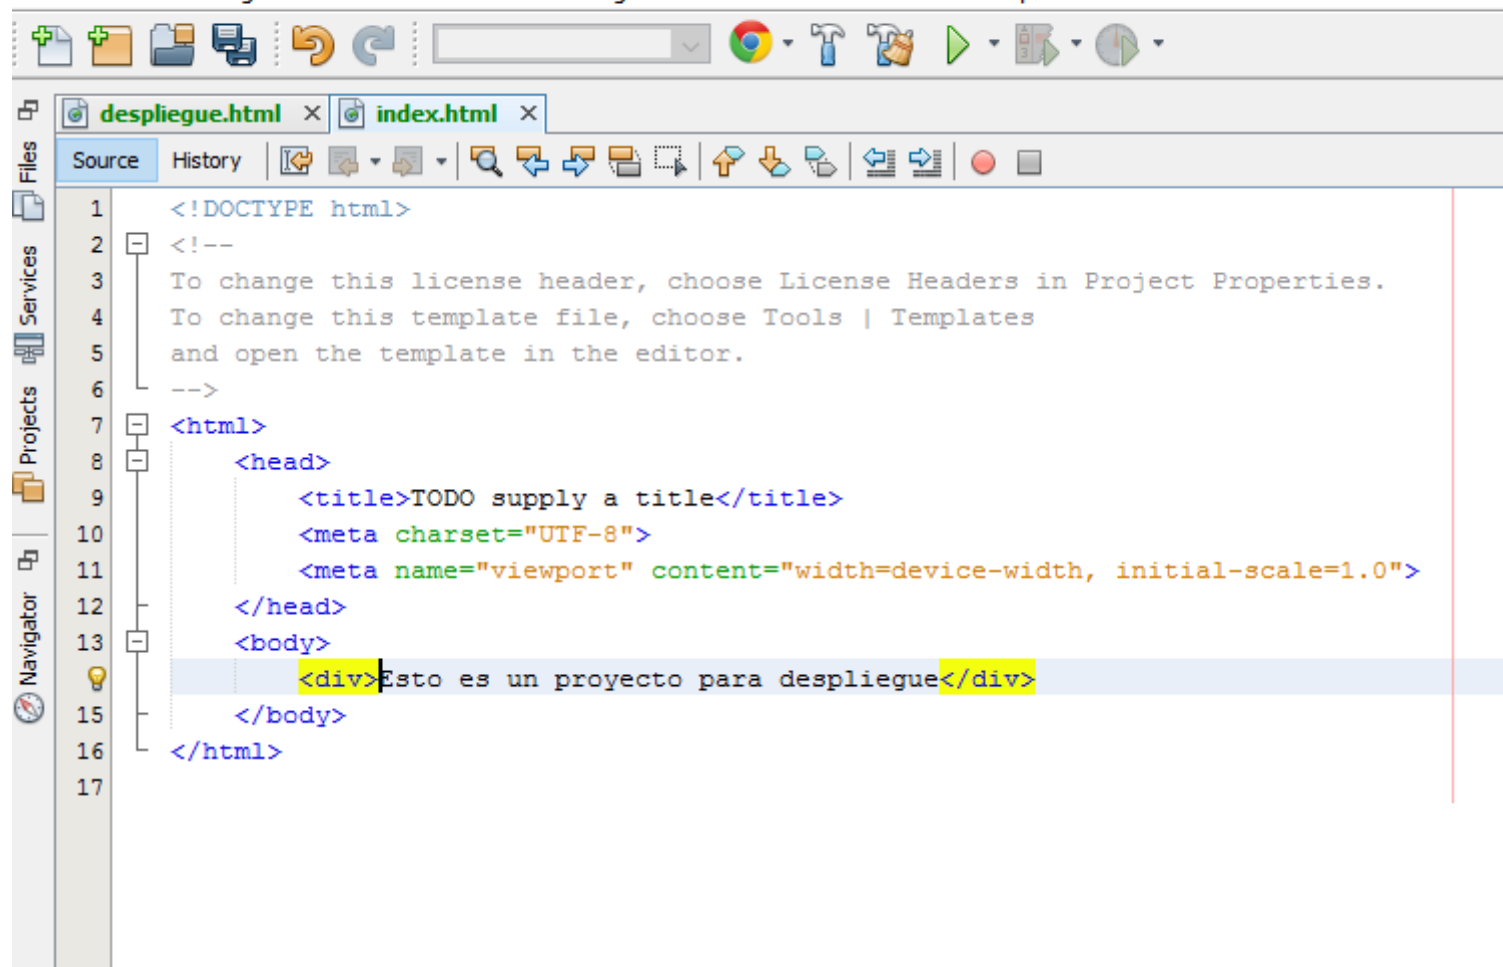 despliegue.html
index.html
Source History
Files
Services
Projects
Navigator
1 <!DOCTYPE html>
2 <!--
3 To change this license header, choose License Headers in Project Properties.
4 To change this template file, choose Tools | Templates
5 and open the template in the editor.
6 -->
7 <html>
8 <head>
9 <title>TODO supply a title</title>
10 <meta charset="UTF-8">
11 <meta name="viewport" content="width=device-width, initial-scale=1.0">
12 </head>
13 <body>
<div>Esto es un proyecto para despliegue</div>
15 </body>
16 </html>
17